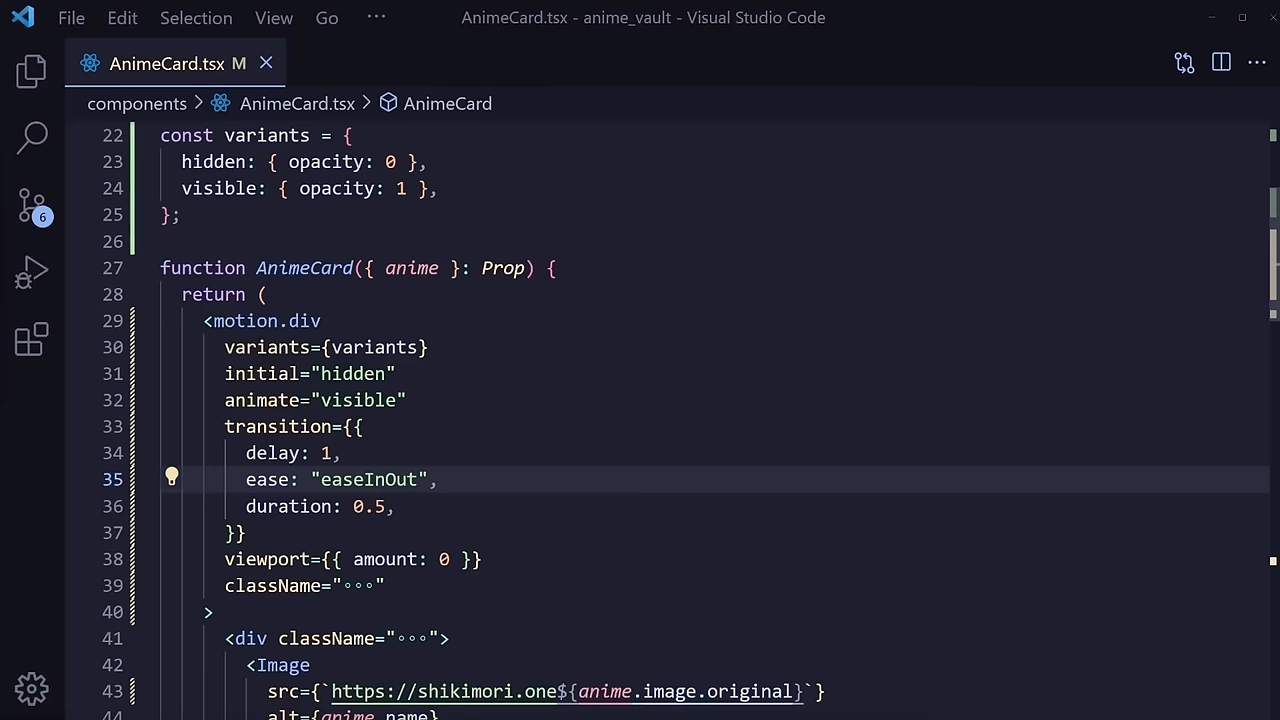 File Edit Selection View Go ··· AnimeCard.tsx - anime_vault - Visual Studio Code
AnimeCard.tsx M
components > AnimeCard.tsx > AnimeCard
22 const variants = {
23 hidden: { opacity: 0 },
24 visible: { opacity: 1 },
25 };
26
27 function AnimeCard({ anime }: Prop) {
28 return (
29 <motion.div
30 variants={variants}
31 initial="hidden"
32 animate="visible"
33 transition={{
34 delay: 1,
35 ease: "easeInOut",
36 duration: 0.5,
37 }}
38 viewport={{ amount: 0 }}
39 className="∘∘∘"
40 >
41 <div className="∘∘∘">
42 <Image
43 src={`https://shikimori.one${anime.image.original}`}
44 alt={anime.name}
6